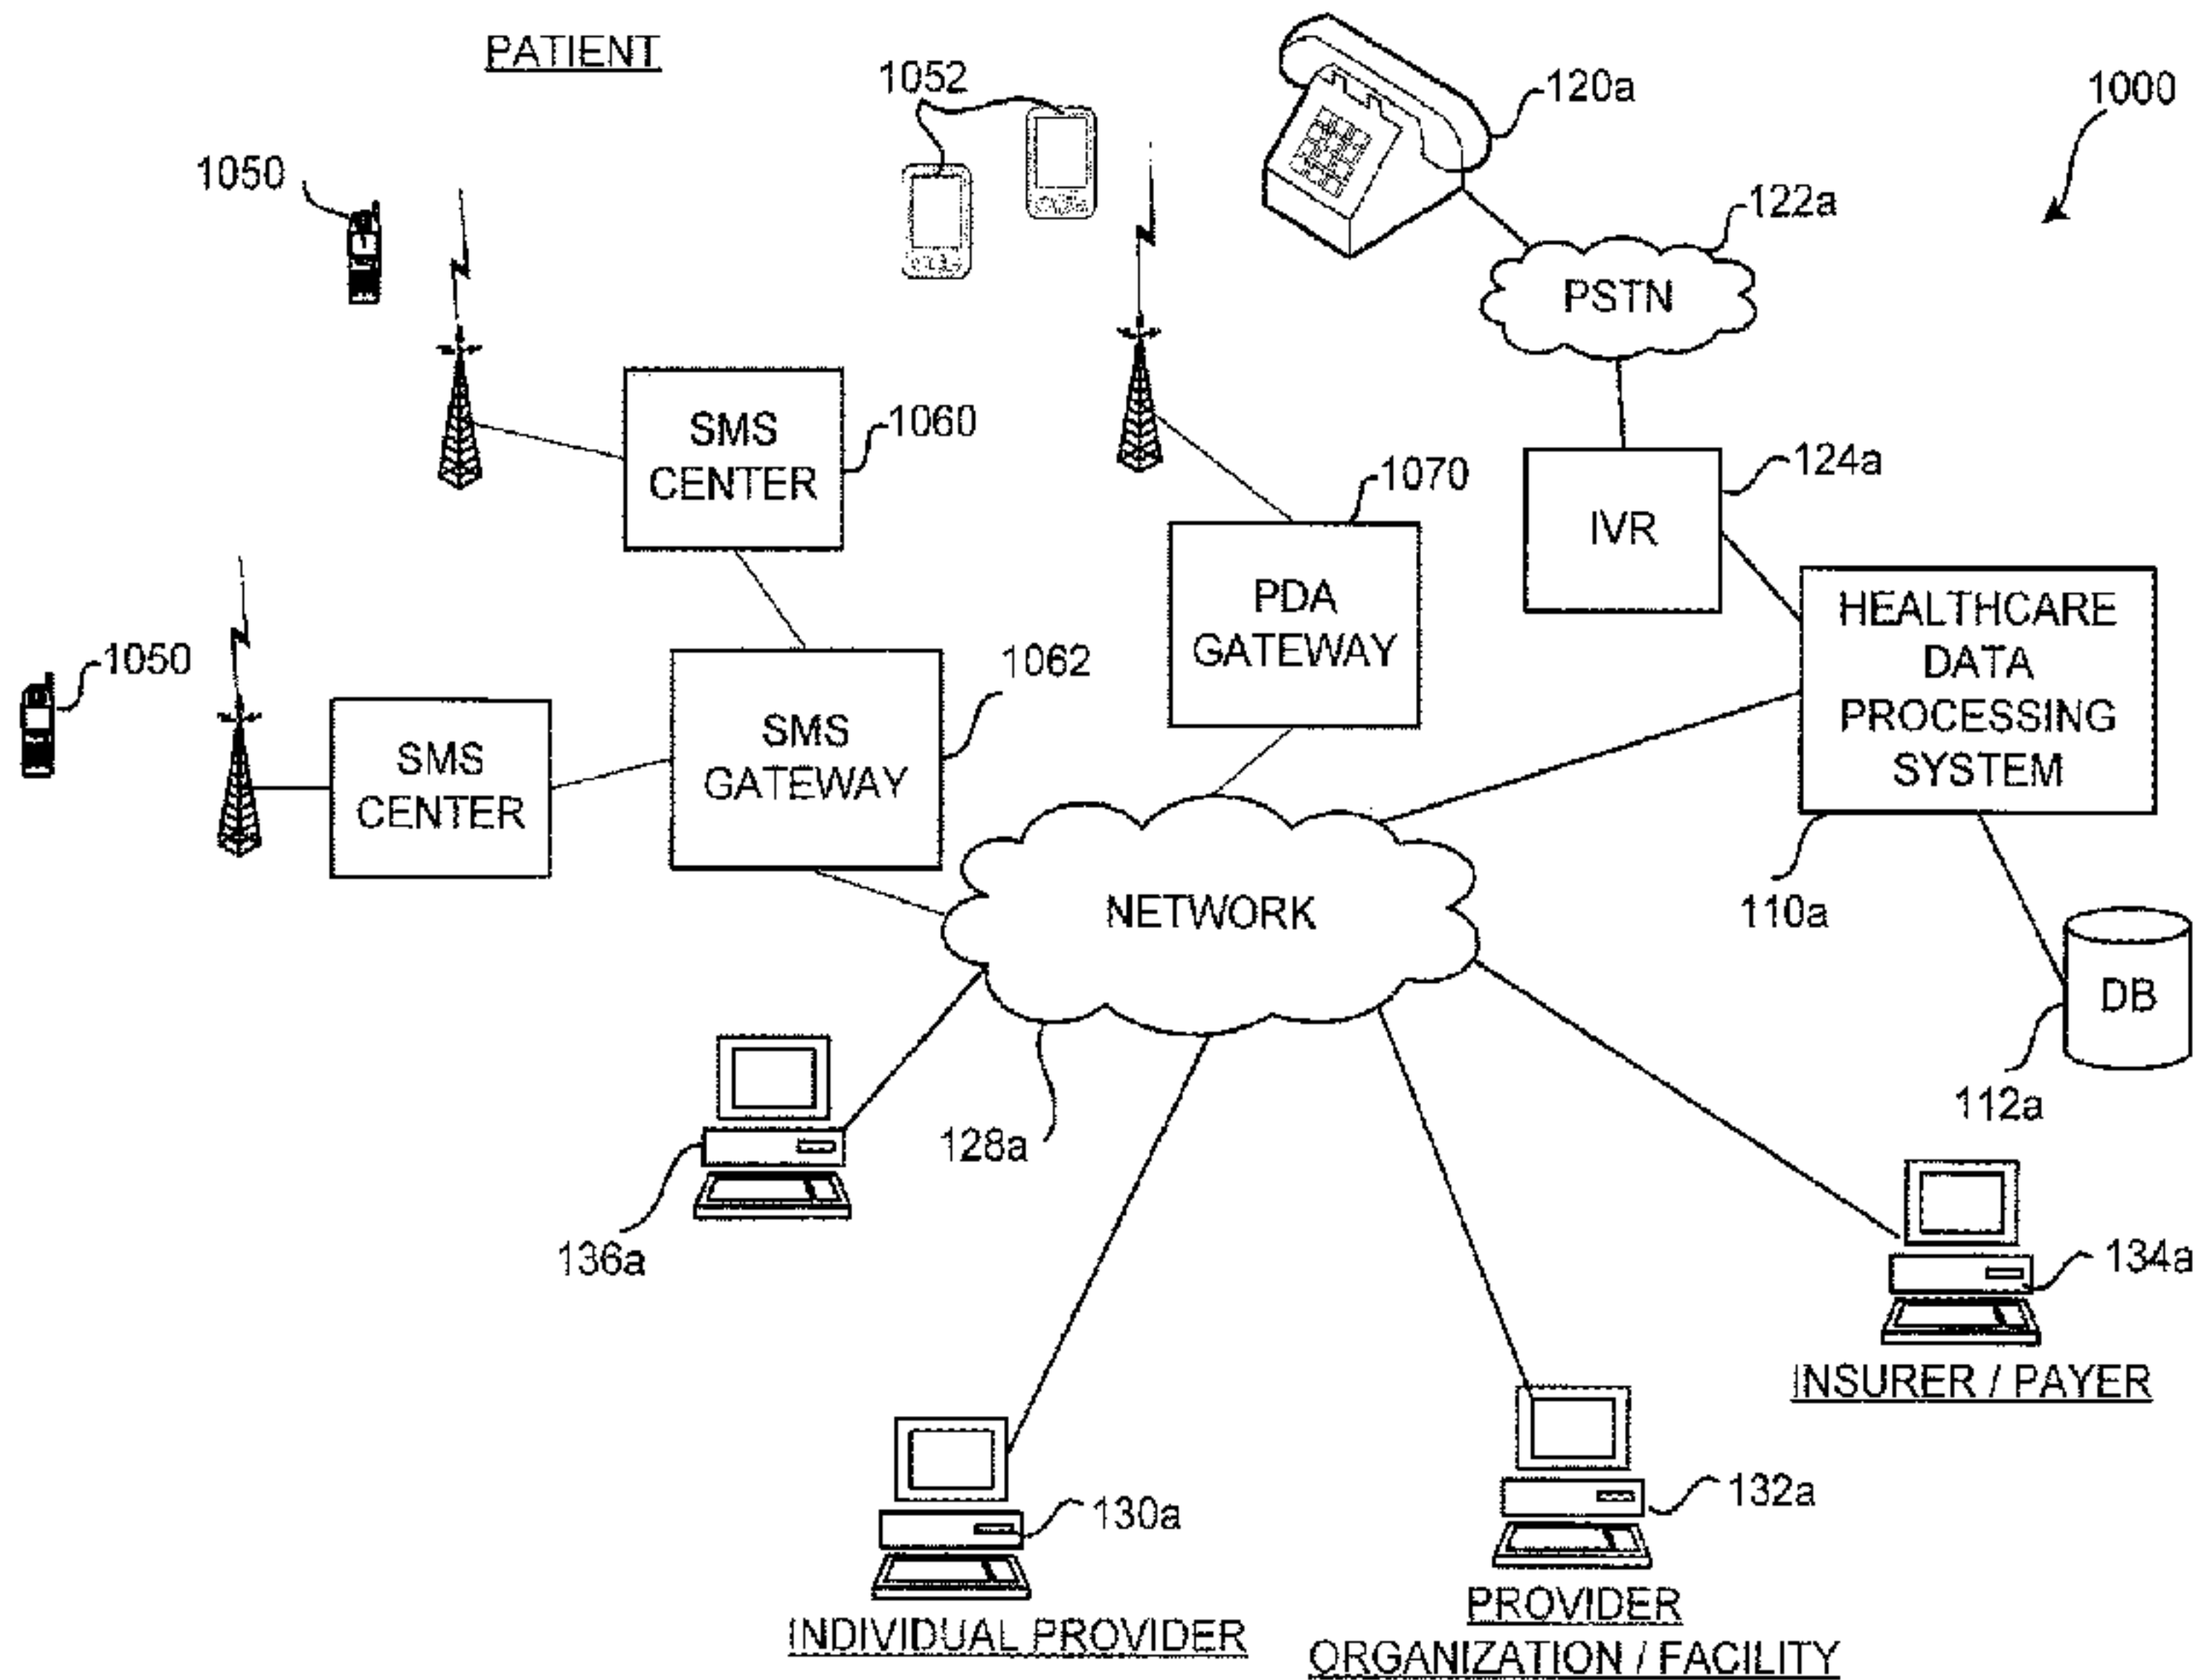 PATIENT
1052
120a
1000
1050
122a
PSTN
SMS
CENTER
1060
124a
1070
IVR
PDA
GATEWAY
HEALTHCARE
DATA
PROCESSING
SYSTEM
1050
1062
SMS
GATEWAY
SMS
CENTER
NETWORK
110a
DB
112a
128a
136a
134a
INSURER / PAYER
130a
132a
INDIVIDUAL PROVIDER
PROVIDER
ORGANIZATION / FACILITY